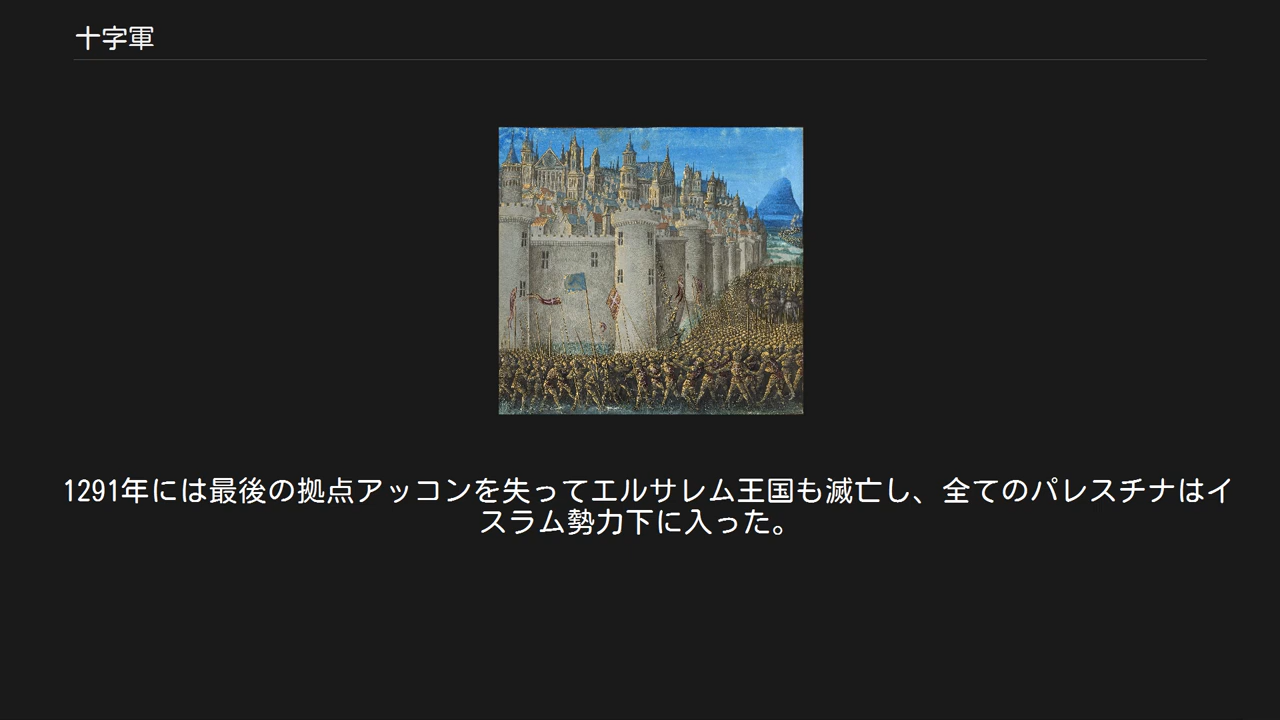 十字軍
1291年には最後の拠点アッコンを失ってエルサレム王国も滅亡し、全てのパレスチナはイ
スラム勢力下に入った。